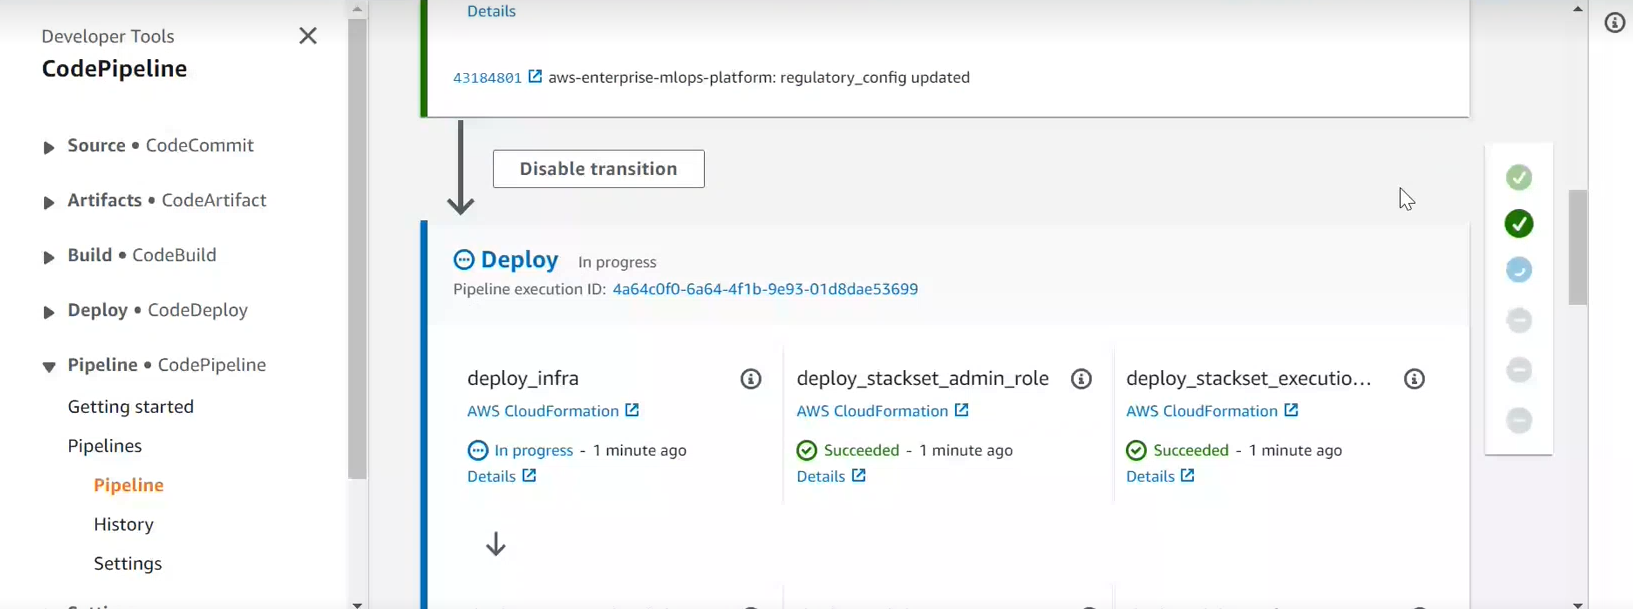 Developer Tools
CodePipeline
Source • CodeCommit
Artifacts • CodeArtifact
Build • CodeBuild
Deploy • CodeDeploy
Pipeline • CodePipeline
Getting started
Pipelines
Pipeline
History
Settings
Details
43184801 aws-enterprise-mlops-platform: regulatory_config updated
Disable transition
Deploy In progress
Pipeline execution ID: 4a64c0f0-6a64-4f1b-9e93-01d8dae53699
deploy_infra
AWS CloudFormation
In progress - 1 minute ago
Details
deploy_stackset_admin_role
AWS CloudFormation
Succeeded - 1 minute ago
Details
deploy_stackset_executio...
AWS CloudFormation
Succeeded - 1 minute ago
Details